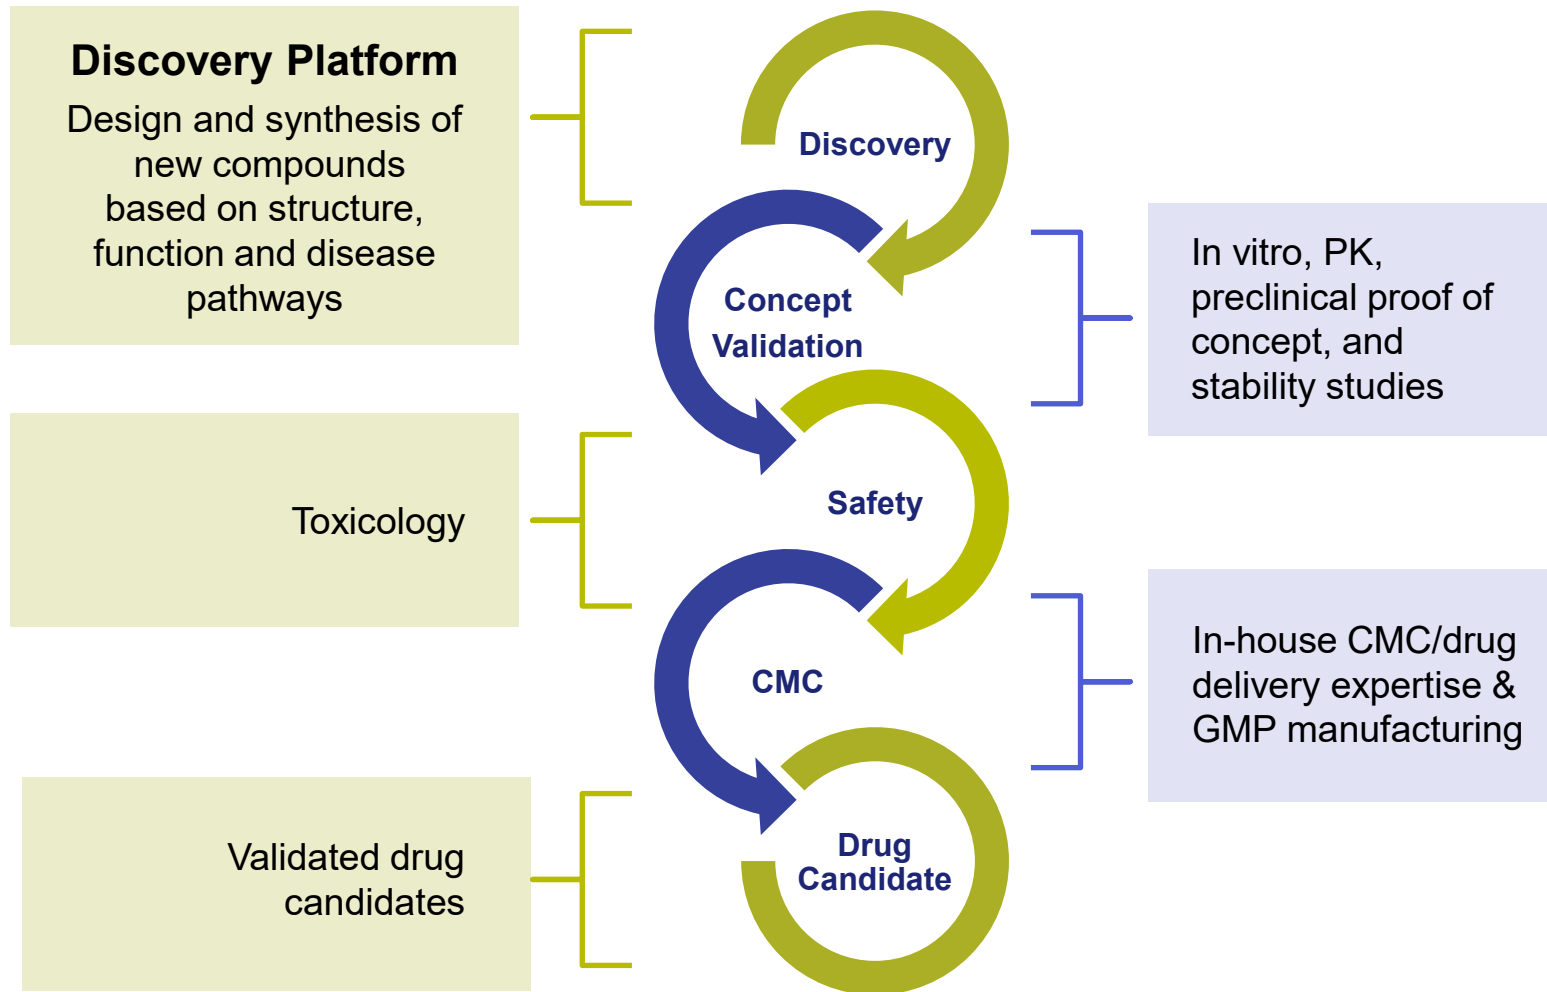 Discovery Platform
Design and synthesis of
new compounds
based on structure,
function and disease
pathways
Discovery
Concept
Validation
In vitro, PK,
preclinical proof of
concept, and
stability studies
Toxicology
Safety
CMC
In-house CMC/drug
delivery expertise &
GMP manufacturing
Validated drug
candidates
Drug
Candidate